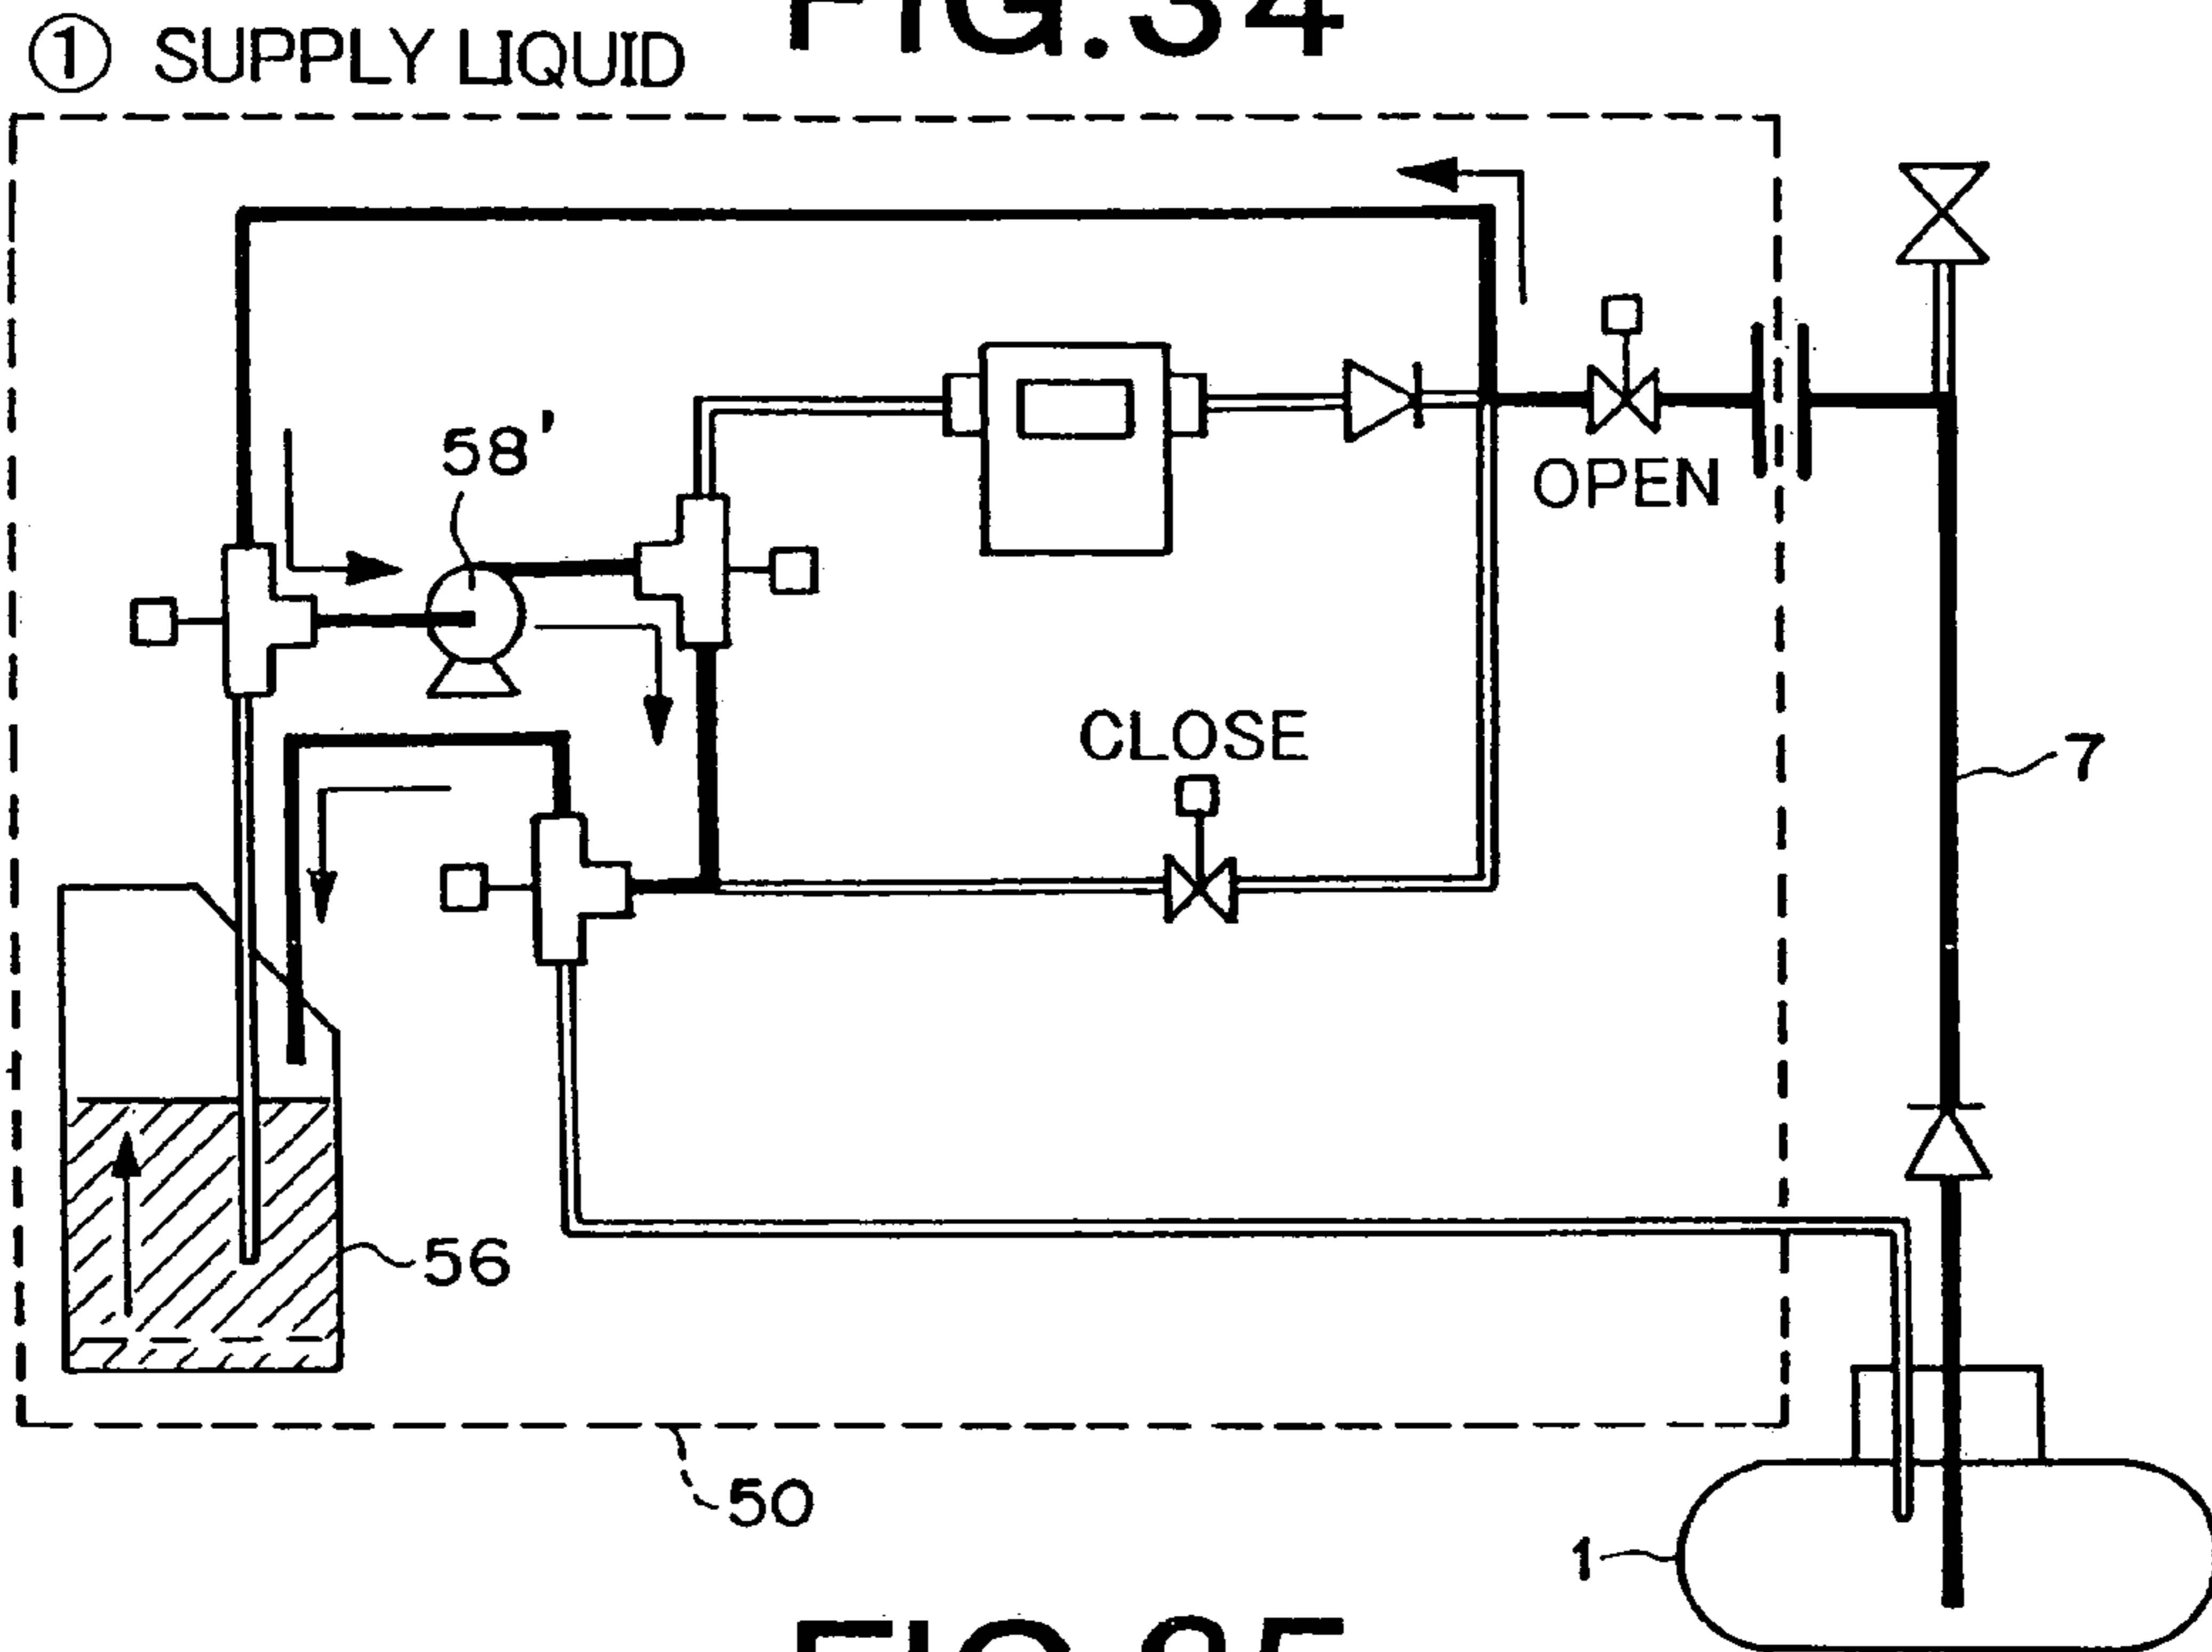 FIG.34
① SUPPLY LIQUID
58'
OPEN
CLOSE
7
56
50
1
FIG.35